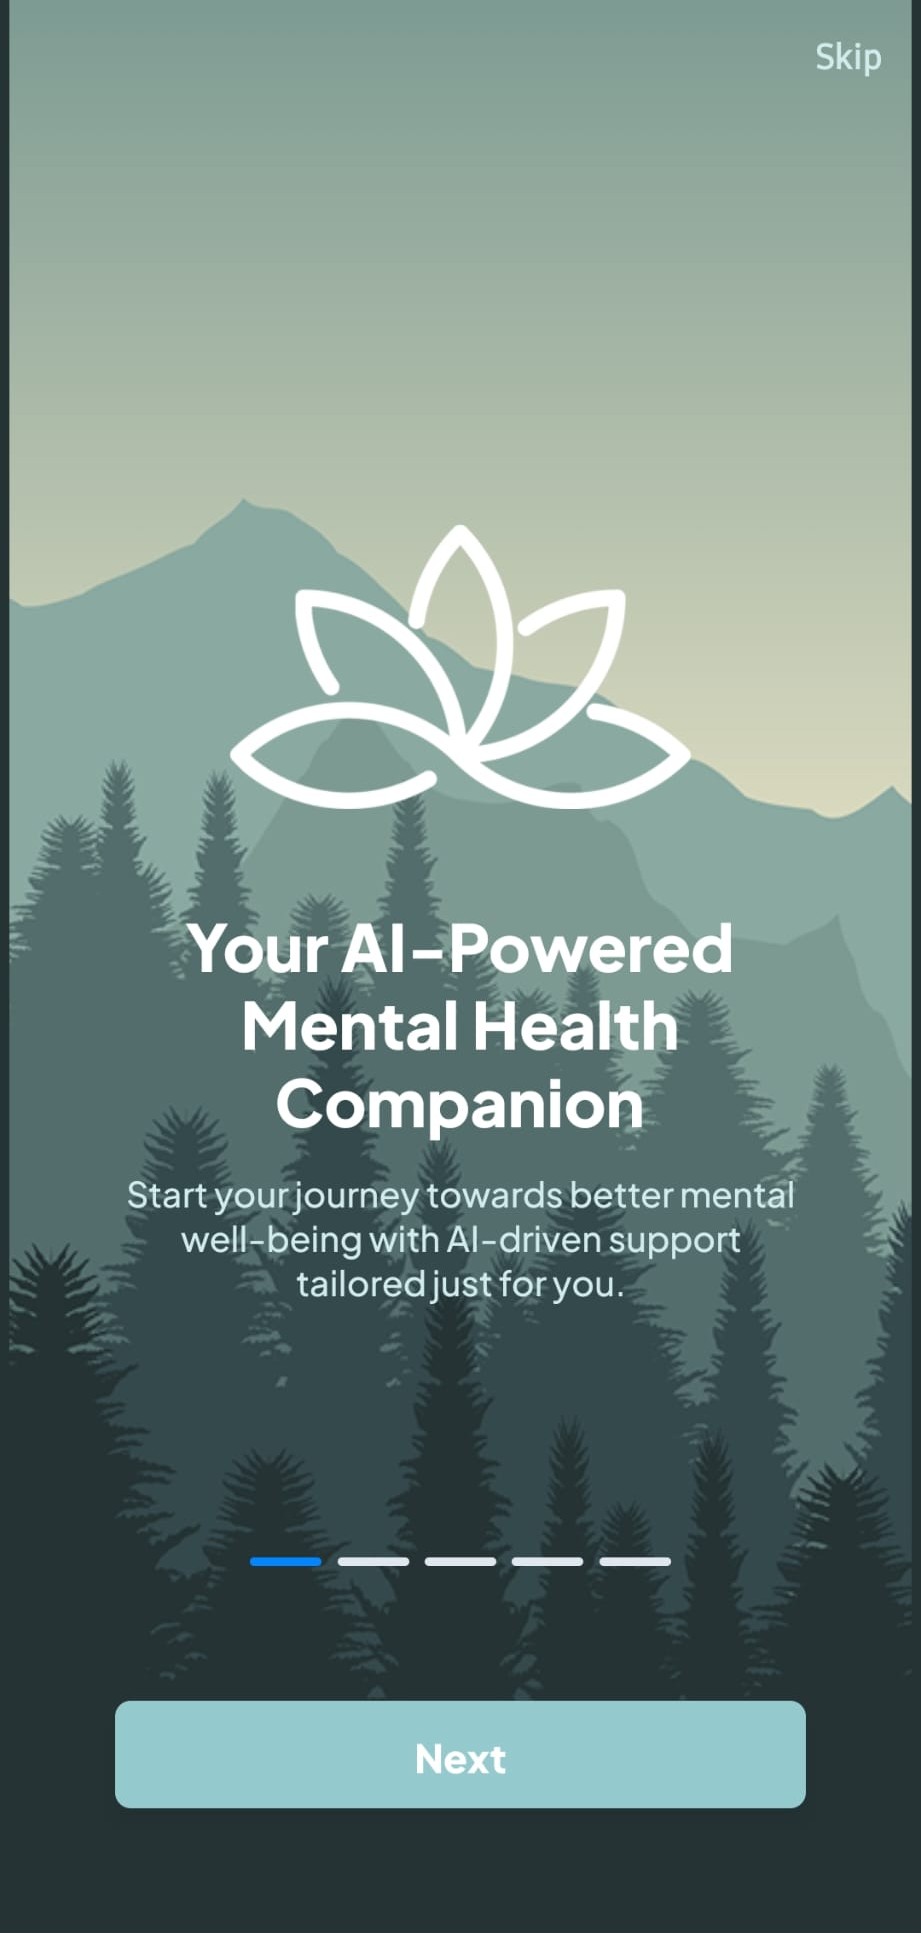 Skip
Your AI-Powered
Mental Health
Companion
Start your journey towards better mental
well-being with AI-driven support
tailored just for you.
Next